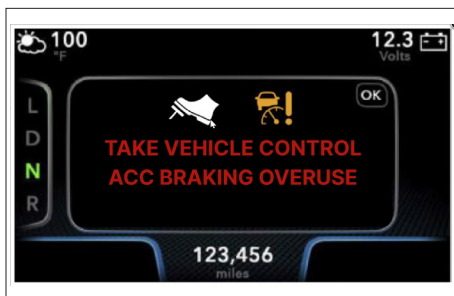 100
°F
12.3
Volts
OK
L
D
N
R
TAKE VEHICLE CONTROL
ACC BRAKING OVERUSE
123,456
miles